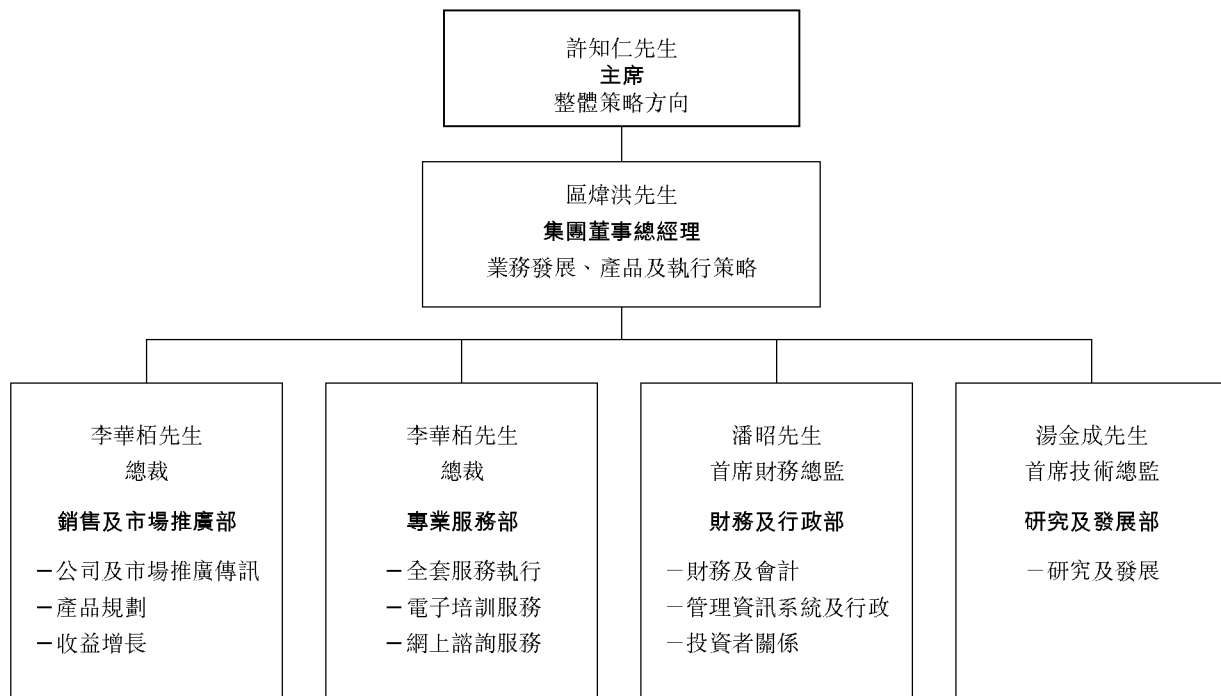 許知仁先生
主席
整體策略方向
區煒洪先生
集團董事總經理
業務發展、產品及執行策略
李華栢先生
總裁
銷售及市場推廣部
－公司及市場推廣傳訊
－產品規劃
－收益增長
李華栢先生
總裁
專業服務部
－全套服務執行
－電子培訓服務
－網上諮詢服務
潘昭先生
首席財務總監
財務及行政部
－財務及會計
－管理資訊系統及行政
－投資者關係
湯金成先生
首席技術總監
研究及發展部
－研究及發展